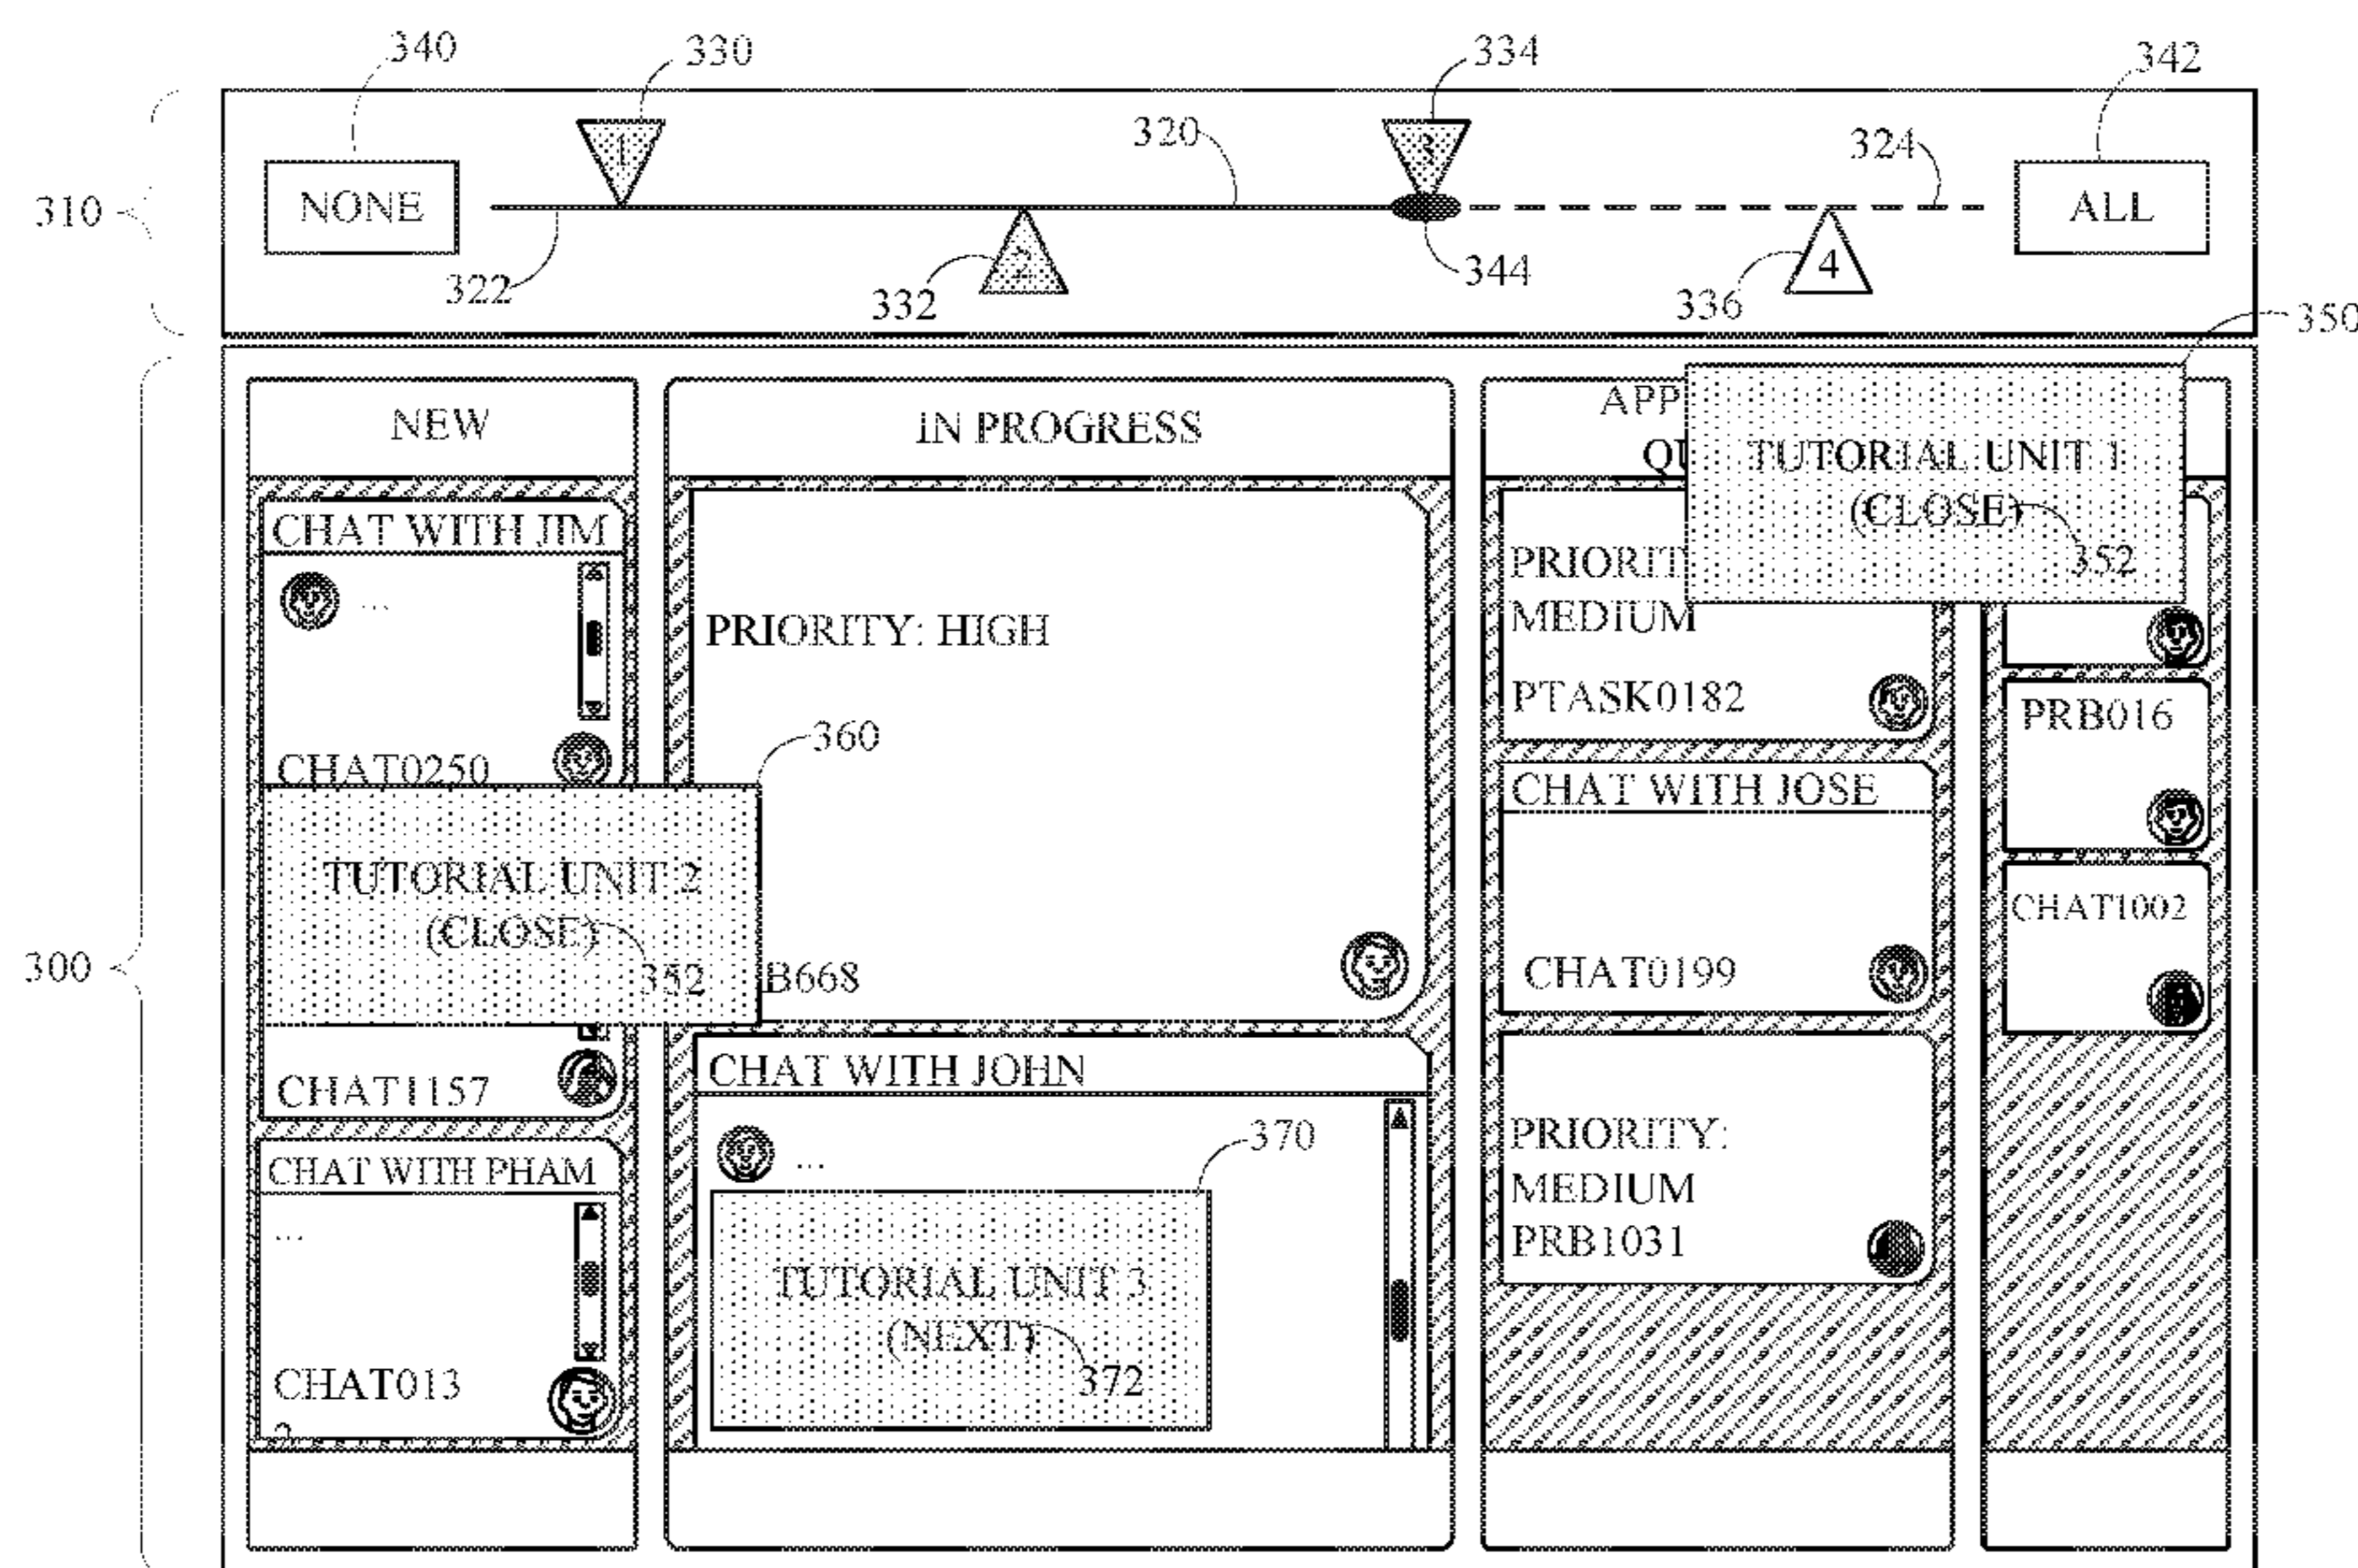 340
330
334
342
320
324
1
3
310
NONE
ALL
322
332
2
344
336
4
350
300
NEW
IN PROGRESS
APP
QU
TUTORIAL UNIT 1
(CLOSE)
352
CHAT WITH JIM
...
CHAT0250
PRIORITY: HIGH
360
TUTORIAL UNIT 2
(CLOSE)
352
B668
CHAT1157
CHAT WITH PHAM
...
CHAT013
CHAT WITH JOHN
...
370
TUTORIAL UNIT 3
(NEXT)
372
PRIORIT
MEDIUM
PTASK0182
CHAT WITH JOSE
CHAT0199
PRIORITY:
MEDIUM
PRB1031
PRB016
CHAT1002